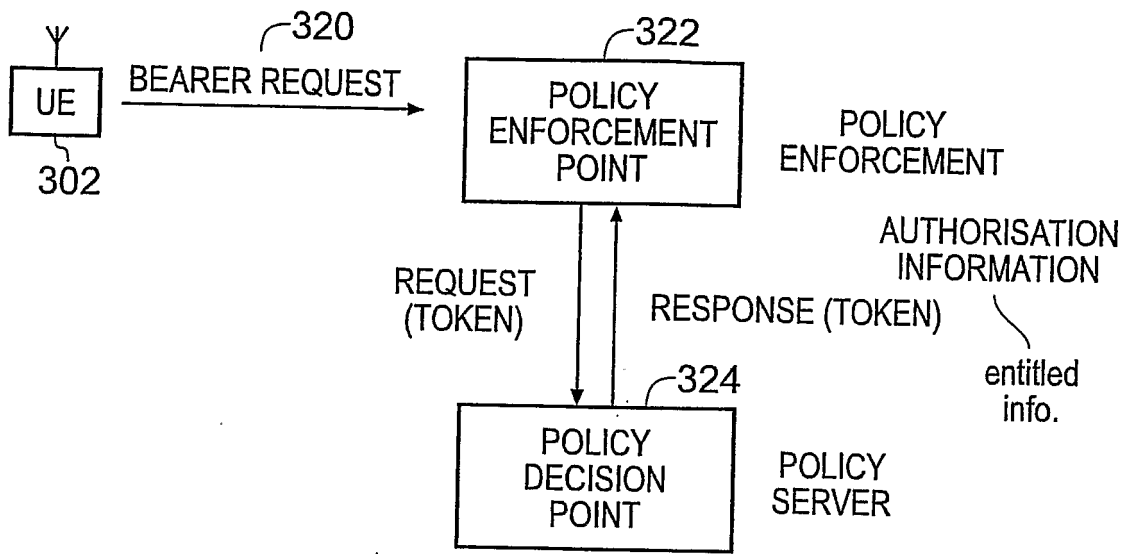 320
322
UE
BEARER REQUEST
302
POLICY
ENFORCEMENT
POINT
POLICY
ENFORCEMENT
AUTHORISATION
INFORMATION
REQUEST
(TOKEN)
RESPONSE (TOKEN)
entitled
info.
324
POLICY
DECISION
POINT
POLICY
SERVER